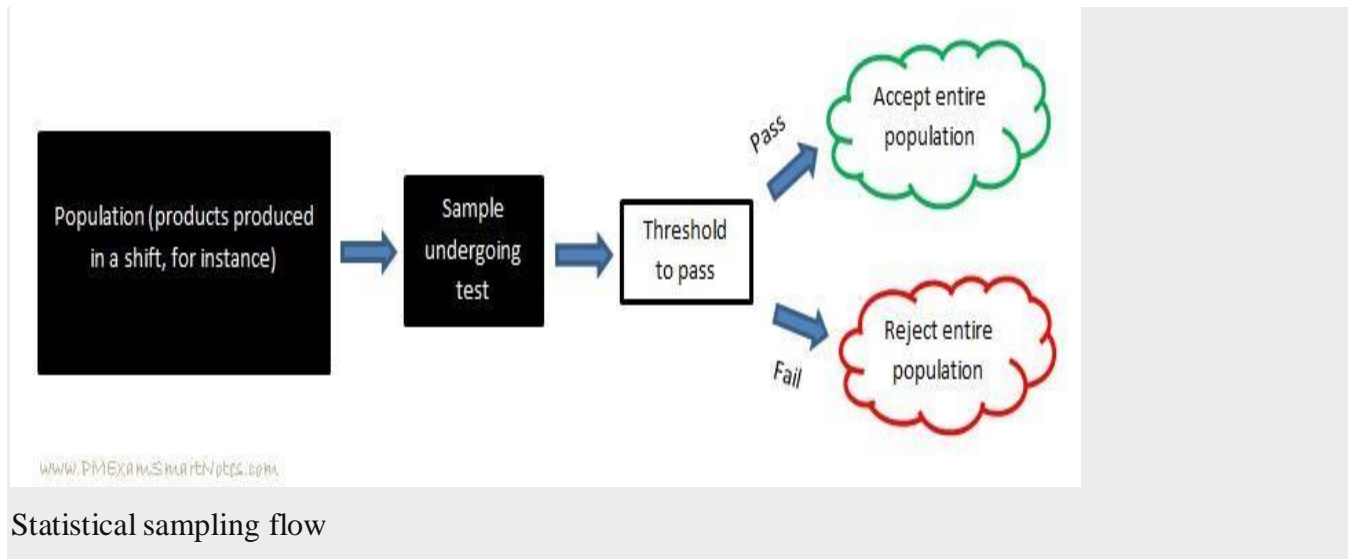 Population (products produced
in a shift, for instance)
Sample
undergoing
test
Threshold
to pass
Pass
Accept entire
population
Fail
Reject entire
population
www.PMExamSmartNotes.com
Statistical sampling flow